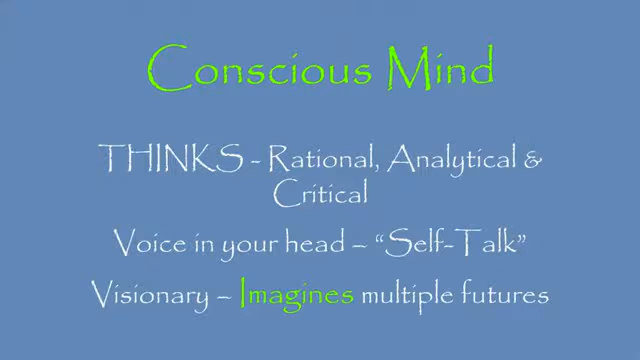 Conscious Mind
THINKS - Rational, Analytical &
Critical
Voice in your head – “Self-Talk”
Visionary – Imagines multiple futures